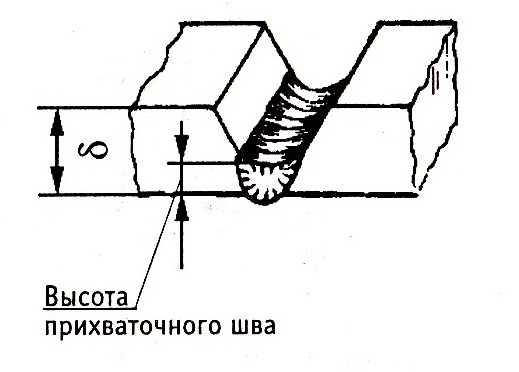 δ
Высота
прихваточного шва